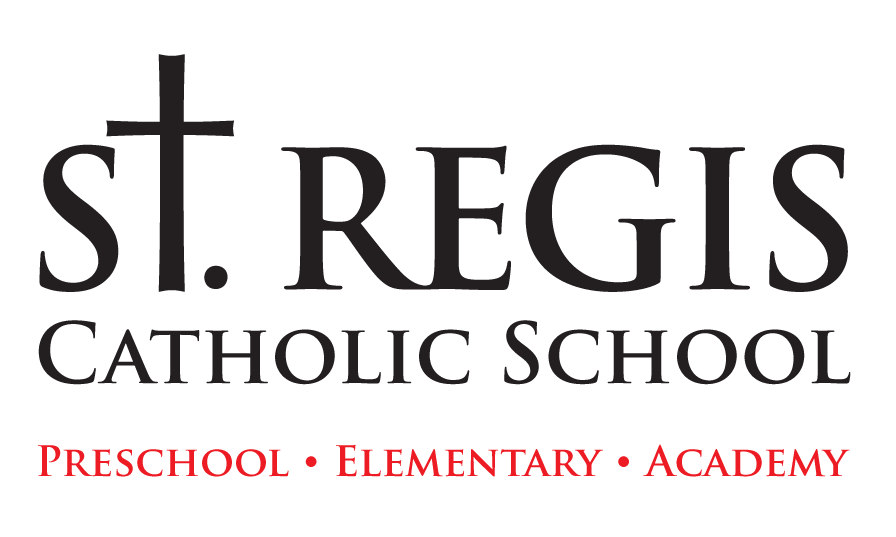 ST. REGIS
CATHOLIC SCHOOL
PRESCHOOL • ELEMENTARY • ACADEMY